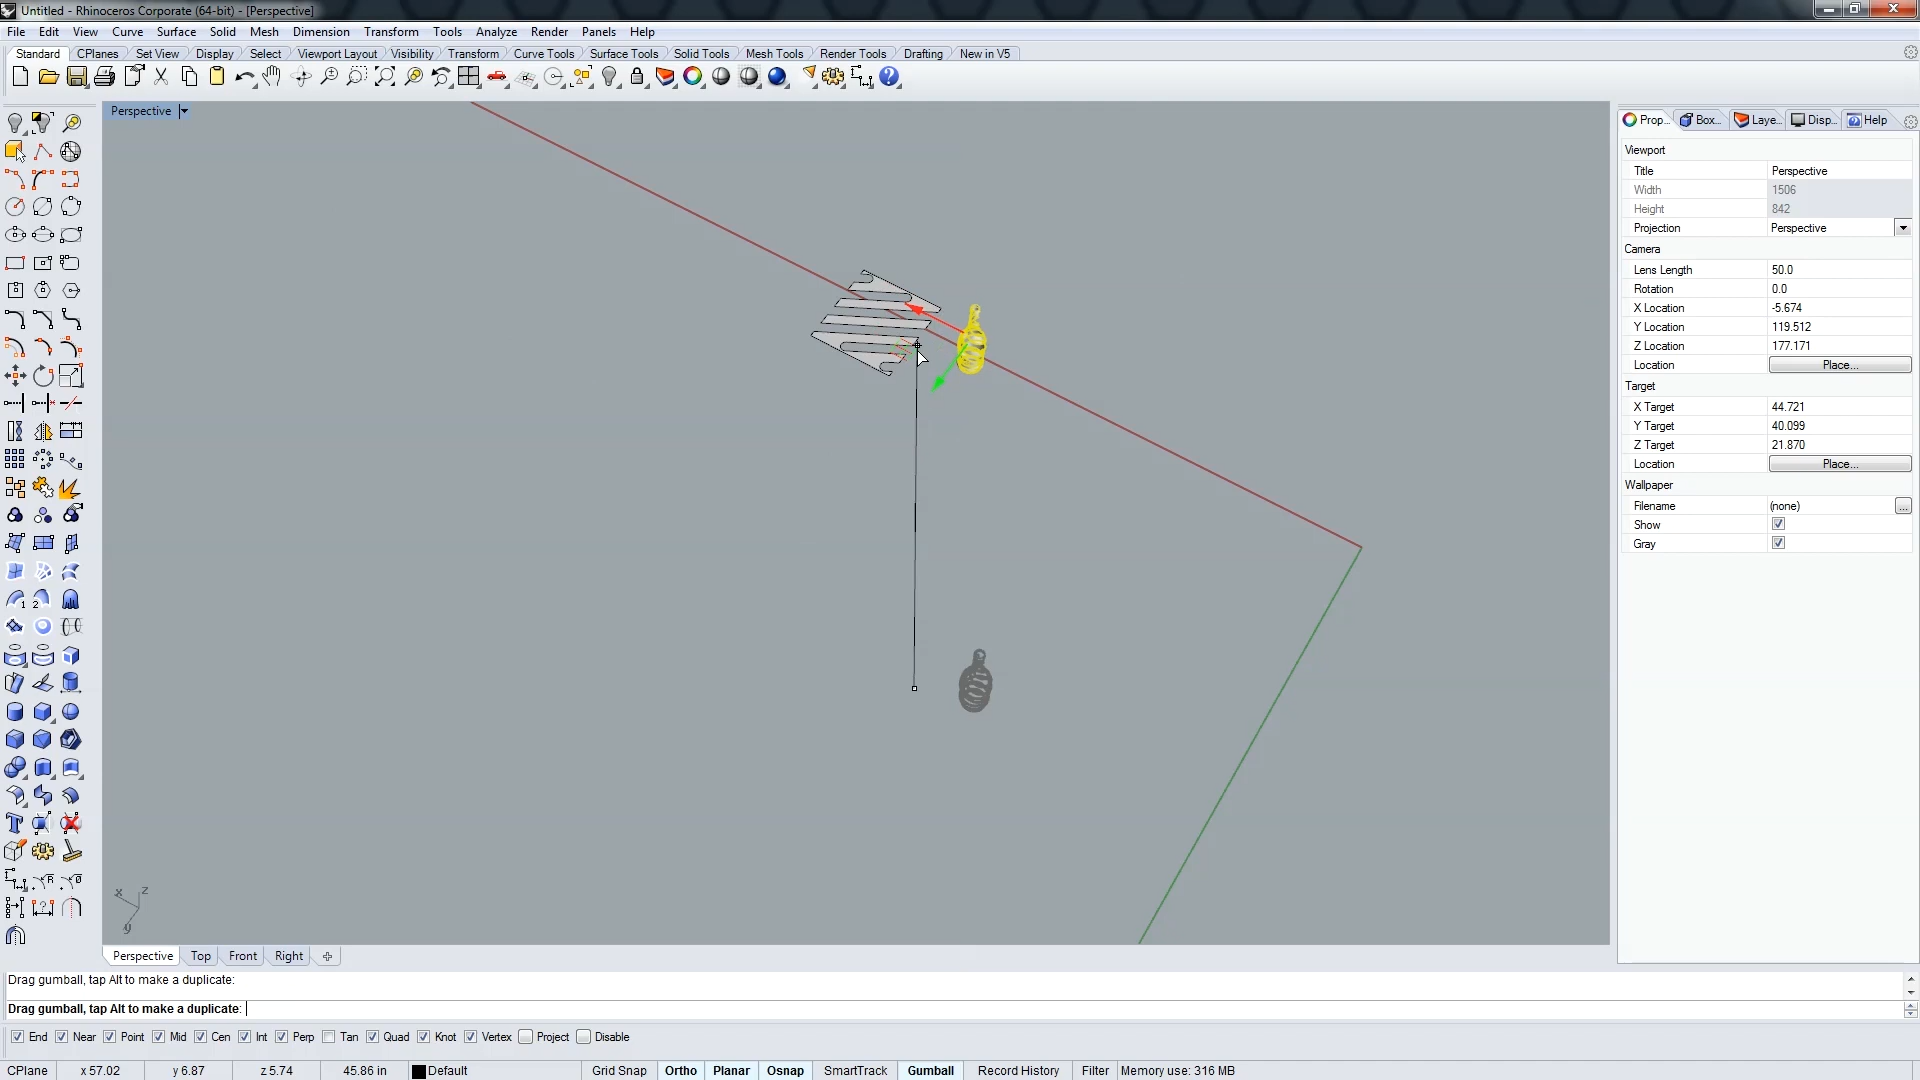 Untitled - Rhinoceros Corporate (64-bit) - [Perspective]
File Edit View Curve Surface Solid Mesh Dimension Transform Tools Analyze Render Panels Help
Standard CPlanes Set View Display Select Viewport Layout Visibility Transform Curve Tools Surface Tools Solid Tools Mesh Tools Render Tools Drafting New in V5
Perspective
Prop... Box... Laye... Disp... Help
Viewport
Title Perspective
Width 1506
Height 842
Projection Perspective
Camera
Lens Length 50.0
Rotation 0.0
X Location -5.674
Y Location 119.512
Z Location 177.171
Location Place...
Target
X Target 44.721
Y Target 40.099
Z Target 21.870
Location Place...
Wallpaper
Filename (none) ...
Show
Gray
x z
y
Perspective Top Front Right
Drag gumball, tap Alt to make a duplicate:
Drag gumball, tap Alt to make a duplicate:
End Near Point Mid Cen Int Perp Tan Quad Knot Vertex Project Disable
CPlane x 57.02 y 6.87 z 5.74 45.86 in Default Grid Snap Ortho Planar Osnap SmartTrack Gumball Record History Filter Memory use: 316 MB